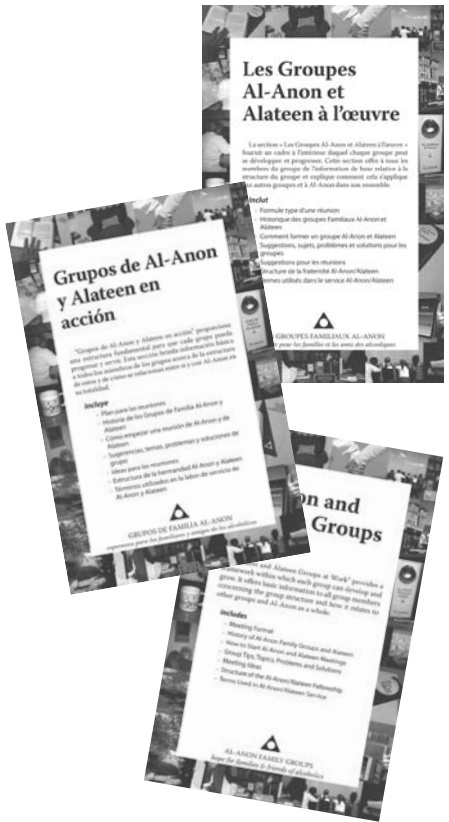 Les Groupes
Al-Anon et
Alateen à l'œuvre
La section « Les Groupes Al-Anon et Alateen à l'œuvre »
fournit un cadre à l'intérieur duquel chaque groupe peut
se développer et progresser. Cette section offre à tous les
membres du groupe de l'information de base relative à la
structure du groupe et explique comment cela s'applique
aux autres groupes et à Al-Anon dans son ensemble.
Inclut
- Formule type d'une réunion
- Historique des groupes Familiaux Al-Anon et
Alateen
- Comment former un groupe Al-Anon et Alateen
- Suggestions, sujets, problèmes et solutions pour les
groupes
- Suggestions pour les réunions
Structure de la fraternité Al-Anon/Alateen
utilisés dans le service Al-Anon/Alateen
GROUPES FAMILIAUX AL-ANON
pour les familles et les amis des alcooliques
Grupos de Al-Anon
y Alateen en
acción
"Grupos de Al-Anon y Alateen en acción" proporciona
una estructura fundamental para que cada grupo pueda
progresar y servir. Esta sección brinda información básica
a todos los miembros de los grupos acerca de la estructura
de estos y de cómo se relacionan entre sí y con Al-Anon en
su totalidad.
Incluye
- Plan para las reuniones
- Historia de los Grupos de Familia Al-Anon y
Alateen
- Cómo empezar una reunión de Al-Anon y de
Alateen
- Sugerencias, temas, problemas y soluciones de
grupo
- Ideas para las reuniones
- Estructura de la hermandad Al-Anon y Alateen
- Términos utilizados en la labor de servicio de
Al-Anon y Alateen
GRUPOS DE FAMILIA AL-ANON
esperanza para los familiares y amigos de los alcohólicos
on and
Groups
and Alateen Groups at Work" provides a
framework within which each group can develop and
grow. It offers basic information to all group members
concerning the group structure and how it relates to
other groups and Al-Anon as a whole.
Includes
- Meeting Format
- History of Al-Anon Family Groups and Alateen
- How to Start Al-Anon and Alateen Meetings
- Group Tips, Topics, Problems and Solutions
- Meeting Ideas
- Structure of the Al-Anon/Alateen Fellowship
- Terms Used in Al-Anon/Alateen Service
AL-ANON FAMILY GROUPS
hope for families & friends of alcoholics